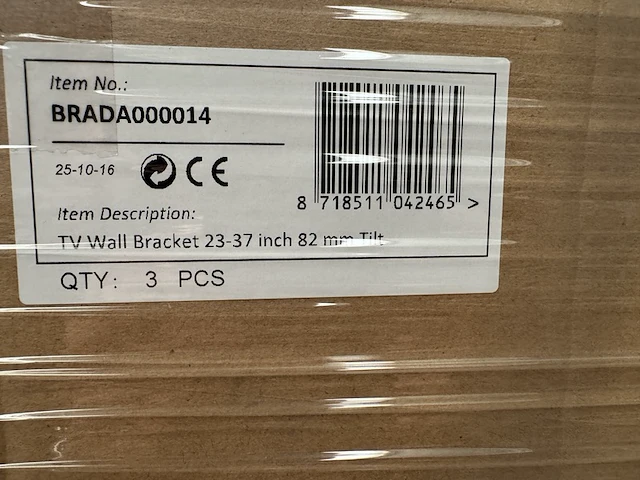 Item No.:
BRADA000014
25-10-16 CE
8 718511 042465 >
Item Description:
TV Wall Bracket 23-37 inch 82 mm Tilt
QTY: 3 PCS